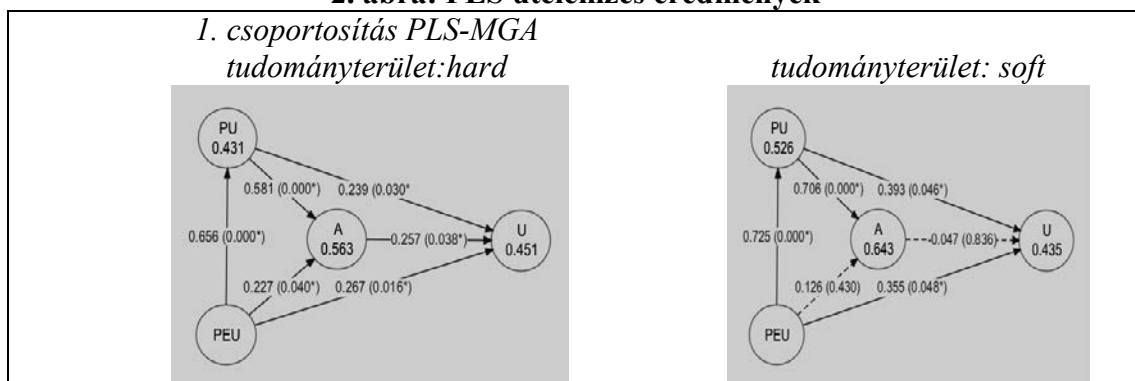 2. ábra: PLS útelemzés eredmények
1. csoportosítás PLS-MGA
tudományterület:hard
tudományterület: soft
PU
0.431
0.581 (0.000*)
0.239 (0.030*
0.656 (0.000*)
A
0.563
0.257 (0.038*)
U
0.451
0.227 (0.040*)
0.267 (0.016*)
PEU
PU
0.526
0.706 (0.000*)
0.393 (0.046*)
0.725 (0.000*)
A
0.643
0.047 (0.836)
U
0.435
0.126 (0.430)
0.355 (0.048*)
PEU